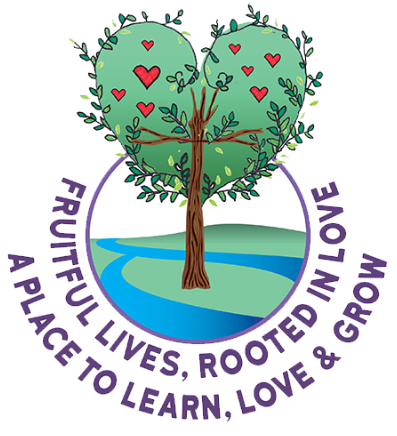 FRUITFUL LIVES, ROOTED IN LOVE
A PLACE TO LEARN, LOVE & GROW